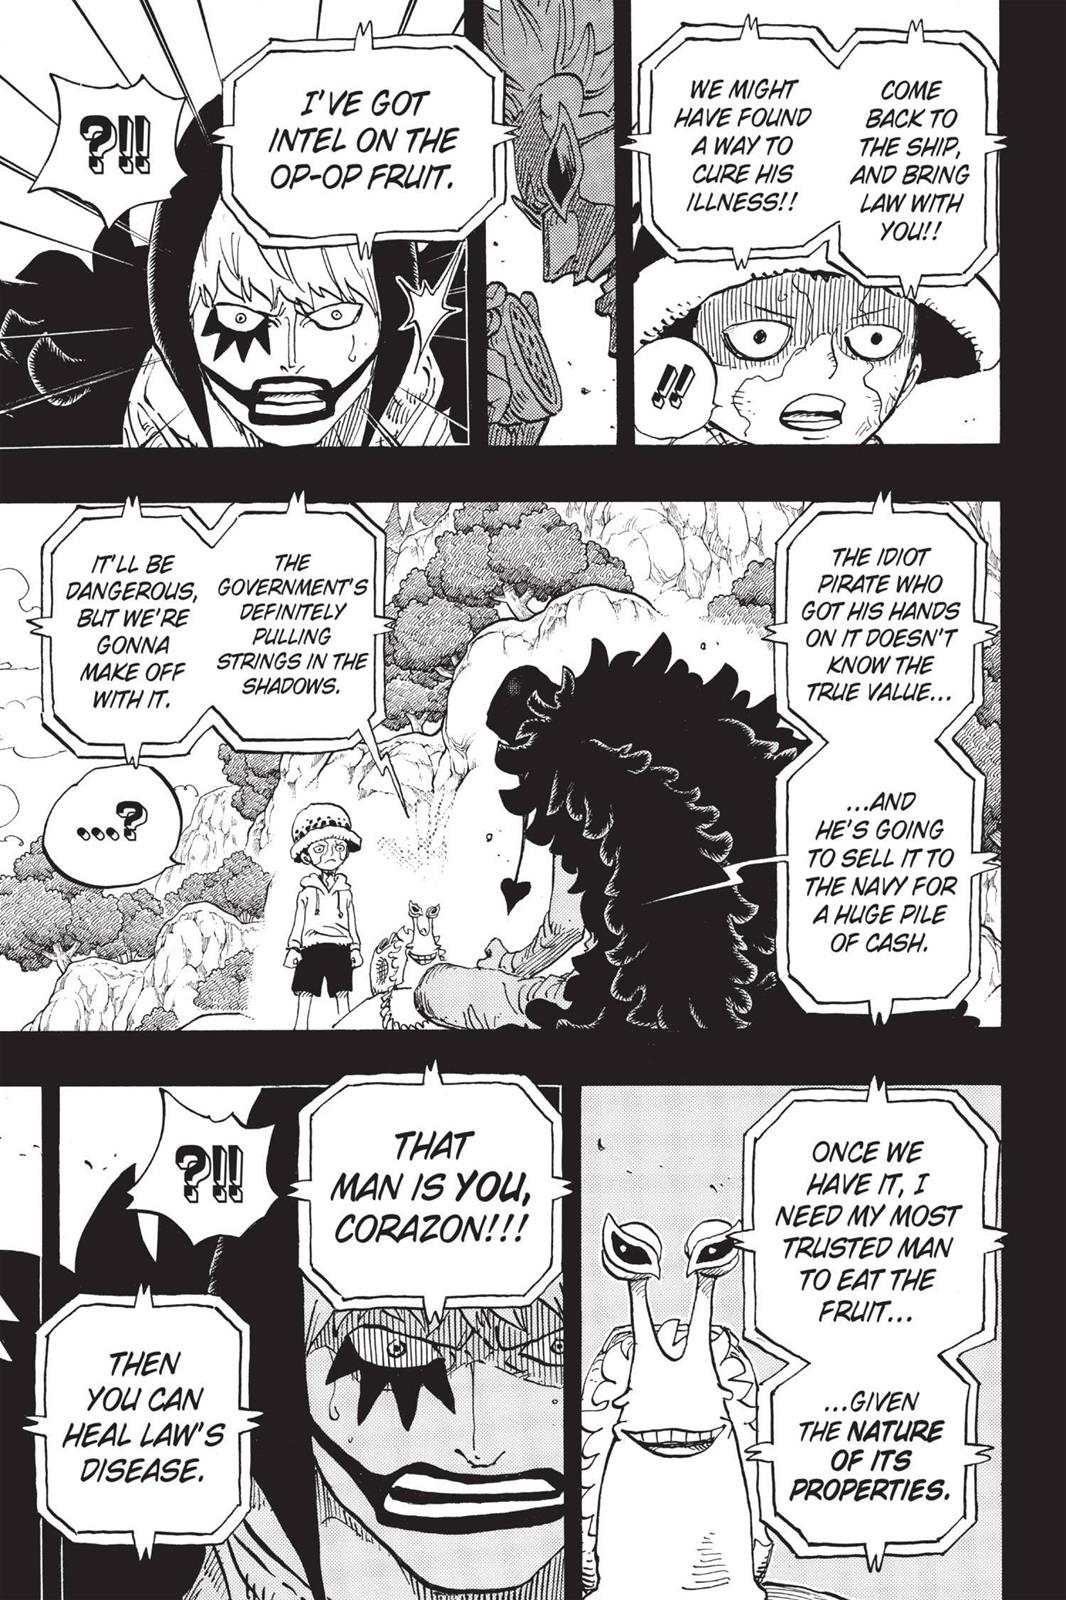 COME
BACK TO
THE SHIP,
AND BRING
LAW WITH
YOU!!
WE MIGHT
HAVE FOUND
A WAY TO
CURE HIS
ILLNESS!!
!!
I'VE GOT
INTEL ON THE
OP-OP FRUIT.
?!!
THE IDIOT
PIRATE WHO
GOT HIS HANDS
ON IT DOESN'T
KNOW THE
TRUE VALUE...
...AND
HE'S GOING
TO SELL IT TO
THE NAVY FOR
A HUGE PILE
OF CASH.
THE
GOVERNMENT'S
DEFINITELY
PULLING
STRINGS IN THE
SHADOWS.
IT'LL BE
DANGEROUS,
BUT WE'RE
GONNA
MAKE OFF
WITH IT.
...?
ONCE WE
HAVE IT, I
NEED MY MOST
TRUSTED MAN
TO EAT THE
FRUIT...
...GIVEN
THE NATURE
OF ITS
PROPERTIES.
THAT
MAN IS YOU,
CORAZON!!!
?!!
THEN
YOU CAN
HEAL LAW'S
DISEASE.